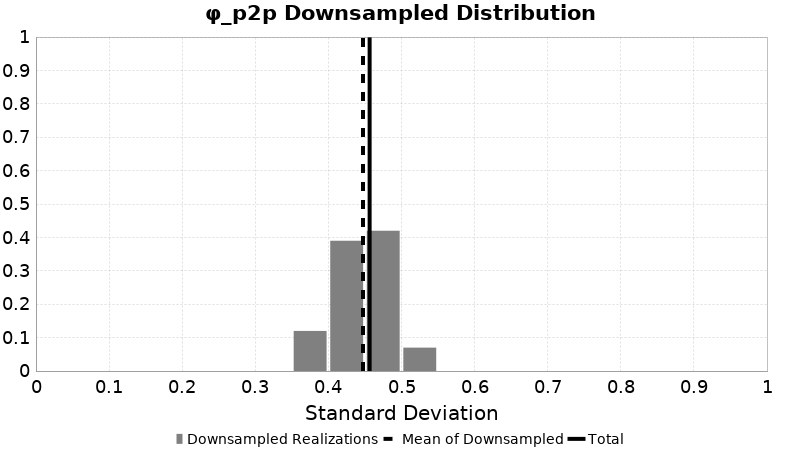 φ_p2p Downsampled Distribution
1
0.9
0.8
0.7
0.6
0.5
0.4
0.3
0.2
0.1
0
0 0.1 0.2 0.3 0.4 0.5 0.6 0.7 0.8 0.9 1
Standard Deviation
Downsampled Realizations Mean of Downsampled Total